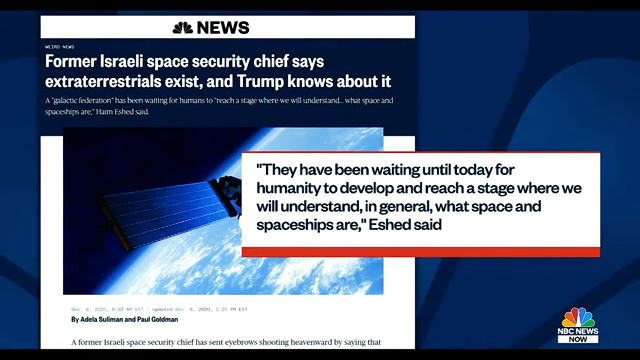 NEWS
WEIRD NEWS
Former Israeli space security chief says
extraterrestrials exist, and Trump knows about it
A "galactic federation" has been waiting for humans to "reach a stage where we will understand... what space and
spaceships are," Haim Eshed said.
"They have been waiting until today for
humanity to develop and reach a stage where we
will understand, in general, what space and
spaceships are," Eshed said
By Adela Suliman and Paul Goldman
A former Israeli space security chief has sent eyebrows shooting heavenward by saying that
NBC NEWS
NOW